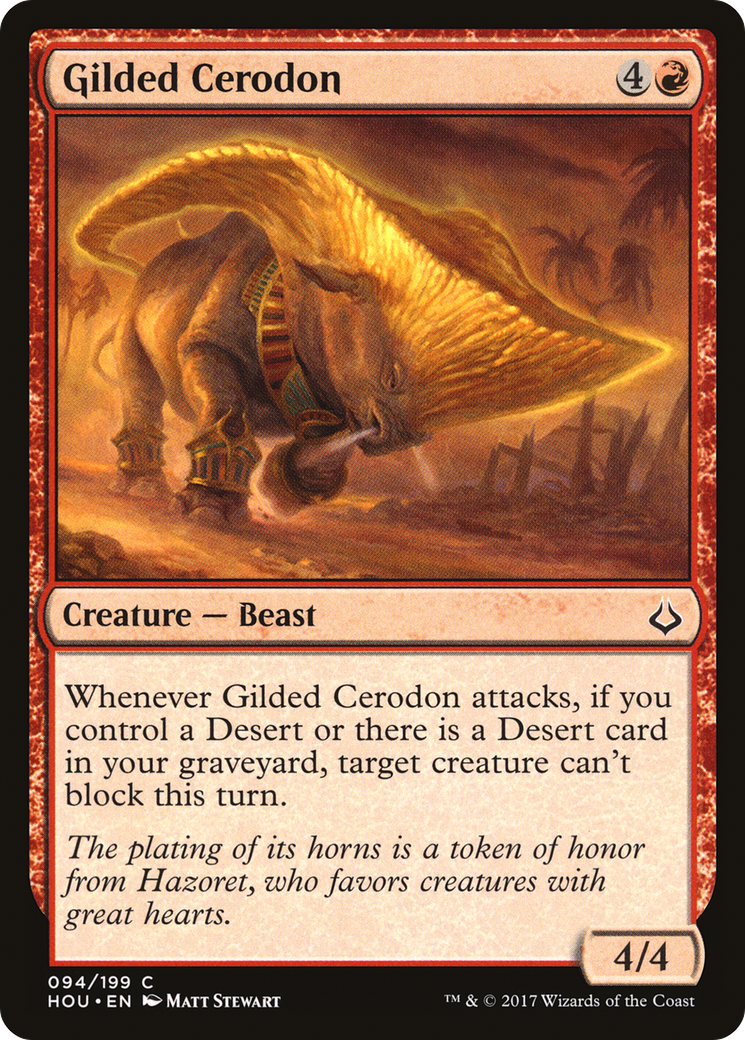 Gilded Cerodon 4
Creature — Beast
Whenever Gilded Cerodon attacks, if you
control a Desert or there is a Desert card
in your graveyard, target creature can't
block this turn.
The plating of its horns is a token of honor
from Hazoret, who favors creatures with
great hearts.
4/4
094/199 C
HOU • EN Matt Stewart
™ & © 2017 Wizards of the Coast